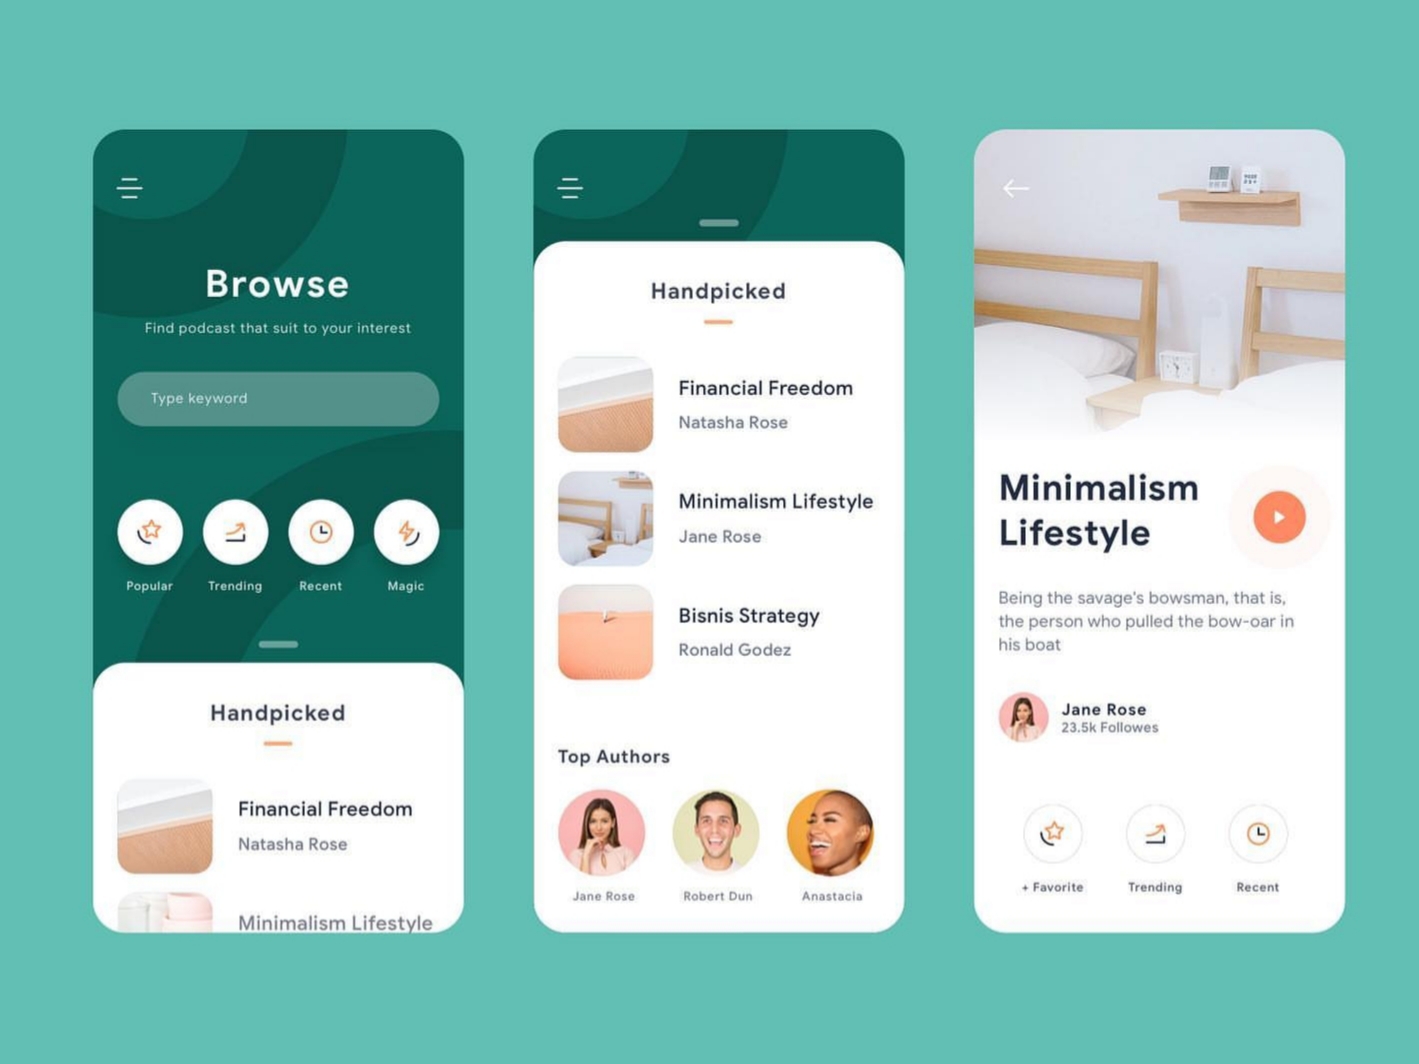 Browse
Find podcast that suit to your interest
Type keyword
Popular
Trending
Recent
Magic
Handpicked
Financial Freedom
Natasha Rose
Minimalism Lifestyle
Handpicked
Financial Freedom
Natasha Rose
Minimalism Lifestyle
Jane Rose
Bisnis Strategy
Ronald Godez
Top Authors
Jane Rose
Robert Dun
Anastacia
Minimalism
Lifestyle
Being the savage's bowsman, that is,
the person who pulled the bow-oar in
his boat
Jane Rose
23.5k Followes
+ Favorite
Trending
Recent